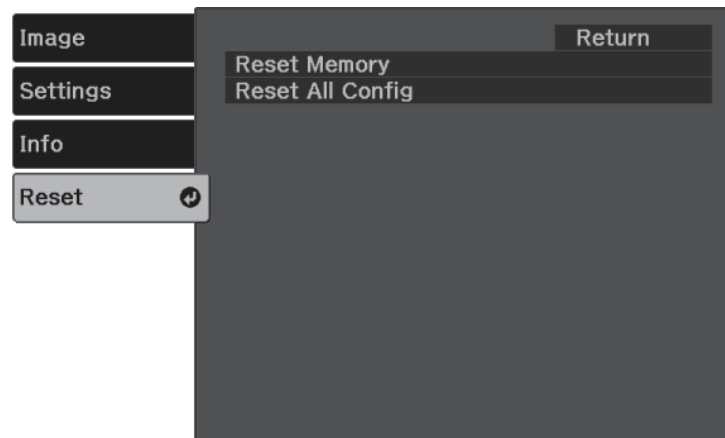 Image
Settings
Info
Reset
Return
Reset Memory
Reset All Config